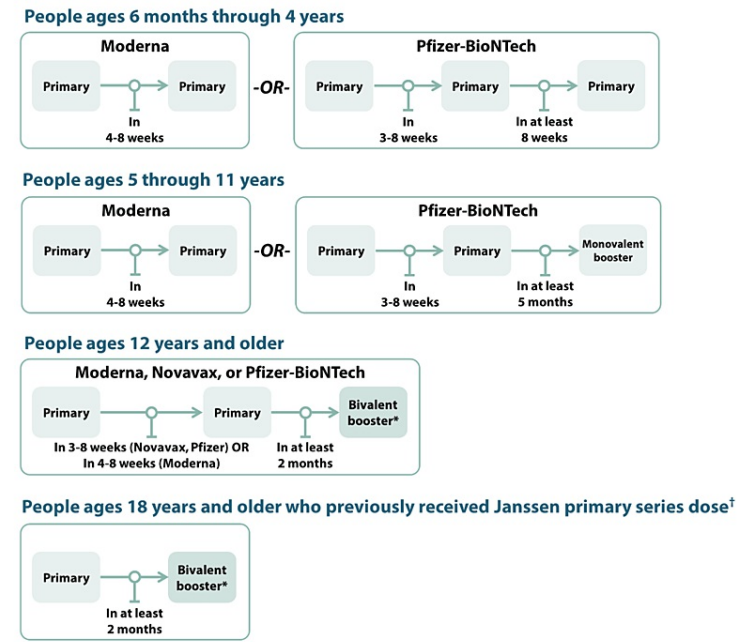 People ages 6 months through 4 years
Moderna
Primary
In
4-8 weeks
Primary
-OR-
Pfizer-BioNTech
Primary
In
3-8 weeks
Primary
In at least
8 weeks
Primary
People ages 5 through 11 years
Moderna
Primary
In
4-8 weeks
Primary
-OR-
Pfizer-BioNTech
Primary
In
3-8 weeks
Primary
In at least
5 months
Monovalent
booster
People ages 12 years and older
Moderna, Novavax, or Pfizer-BioNTech
Primary
In 3-8 weeks (Novavax, Pfizer) OR
In 4-8 weeks (Moderna)
Primary
In at least
2 months
Bivalent
booster*
People ages 18 years and older who previously received Janssen primary series dose†
Primary
In at least
2 months
Bivalent
booster*